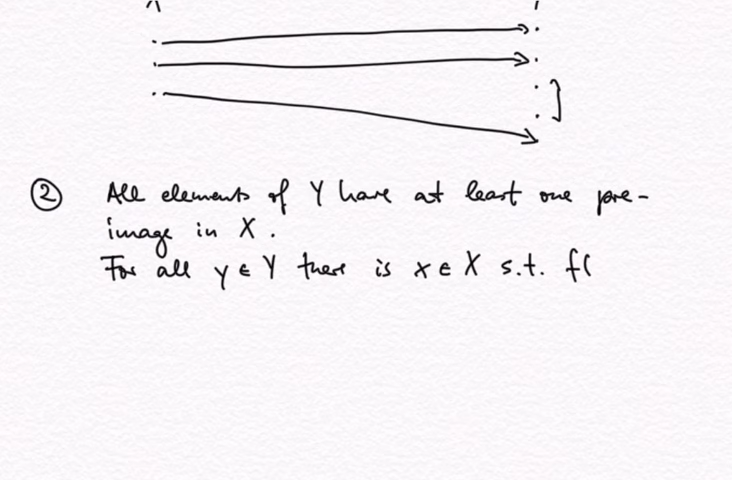 ② All elements of Y have at least one pre-
image in X.
For all y ∈ Y there is x ∈ X s.t. f(